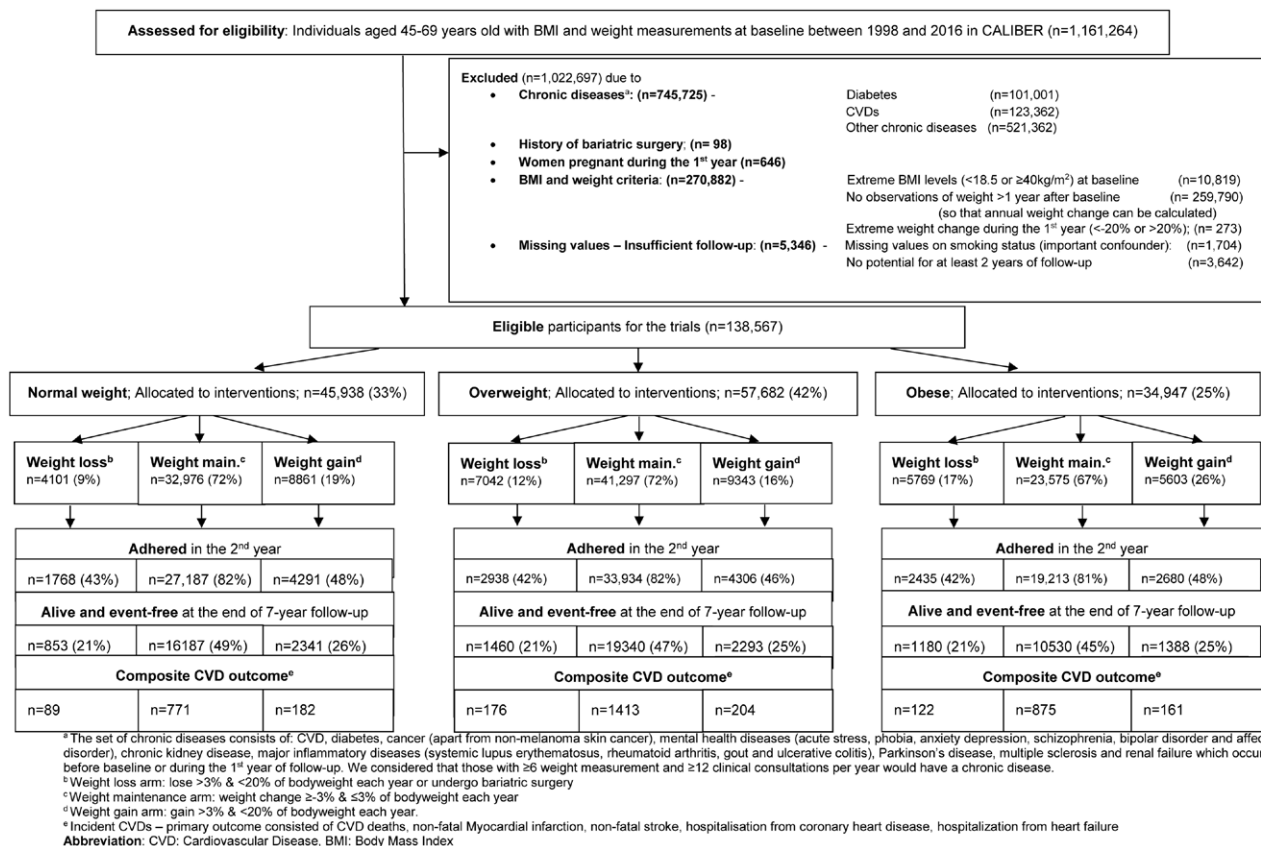 Assessed for eligibility: Individuals aged 45-69 years old with BMI and weight measurements at baseline between 1998 and 2016 in CALIBER (n=1,161,264)
Excluded (n=1,022,697) due to
• Chronic diseasesª: (n=745,725) - Diabetes (n=101,001)
CVDs (n=123,362)
Other chronic diseases (n=521,362)
• History of bariatric surgery: (n= 98)
• Women pregnant during the 1st year (n=646)
• BMI and weight criteria: (n=270,882) - Extreme BMI levels (<18.5 or ≥40kg/m²) at baseline (n=10,819)
No observations of weight >1 year after baseline (n= 259,790)
(so that annual weight change can be calculated)
Extreme weight change during the 1st year (<-20% or >20%); (n= 273)
• Missing values – Insufficient follow-up: (n=5,346) - Missing values on smoking status (important confounder): (n=1,704)
No potential for at least 2 years of follow-up (n=3,642)
Eligible participants for the trials (n=138,567)
Normal weight; Allocated to interventions; n=45,938 (33%)
Weight lossᵇ
n=4101 (9%)
Weight main.ᶜ
n=32,976 (72%)
Weight gainᵈ
n=8861 (19%)
Adhered in the 2nd year
n=1768 (43%) n=27,187 (82%) n=4291 (48%)
Alive and event-free at the end of 7-year follow-up
n=853 (21%) n=16187 (49%) n=2341 (26%)
Composite CVD outcomeᵉ
n=89 n=771 n=182
Overweight; Allocated to interventions; n=57,682 (42%)
Weight lossᵇ
n=7042 (12%)
Weight main.ᶜ
n=41,297 (72%)
Weight gainᵈ
n=9343 (16%)
Adhered in the 2nd year
n=2938 (42%) n=33,934 (82%) n=4306 (46%)
Alive and event-free at the end of 7-year follow-up
n=1460 (21%) n=19340 (47%) n=2293 (25%)
Composite CVD outcomeᵉ
n=176 n=1413 n=204
Obese; Allocated to interventions; n=34,947 (25%)
Weight lossᵇ
n=5769 (17%)
Weight main.ᶜ
n=23,575 (67%)
Weight gainᵈ
n=5603 (26%)
Adhered in the 2nd year
n=2435 (42%) n=19,213 (81%) n=2680 (48%)
Alive and event-free at the end of 7-year follow-up
n=1180 (21%) n=10530 (45%) n=1388 (25%)
Composite CVD outcomeᵉ
n=122 n=875 n=161
ª The set of chronic diseases consists of: CVD, diabetes, cancer (apart from non-melanoma skin cancer), mental health diseases (acute stress, phobia, anxiety depression, schizophrenia, bipolar disorder and affec
disorder), chronic kidney disease, major inflammatory diseases (systemic lupus erythematosus, rheumatoid arthritis, gout and ulcerative colitis), Parkinson's disease, multiple sclerosis and renal failure which occur
before baseline or during the 1st year of follow-up. We considered that those with ≥6 weight measurement and ≥12 clinical consultations per year would have a chronic disease.
ᵇ Weight loss arm: lose >3% & <20% of bodyweight each year or undergo bariatric surgery
ᶜ Weight maintenance arm: weight change ≥-3% & ≤3% of bodyweight each year
ᵈ Weight gain arm: gain >3% & <20% of bodyweight each year.
ᵉ Incident CVDs – primary outcome consisted of CVD deaths, non-fatal Myocardial infarction, non-fatal stroke, hospitalisation from coronary heart disease, hospitalization from heart failure
Abbreviation: CVD: Cardiovascular Disease, BMI: Body Mass Index